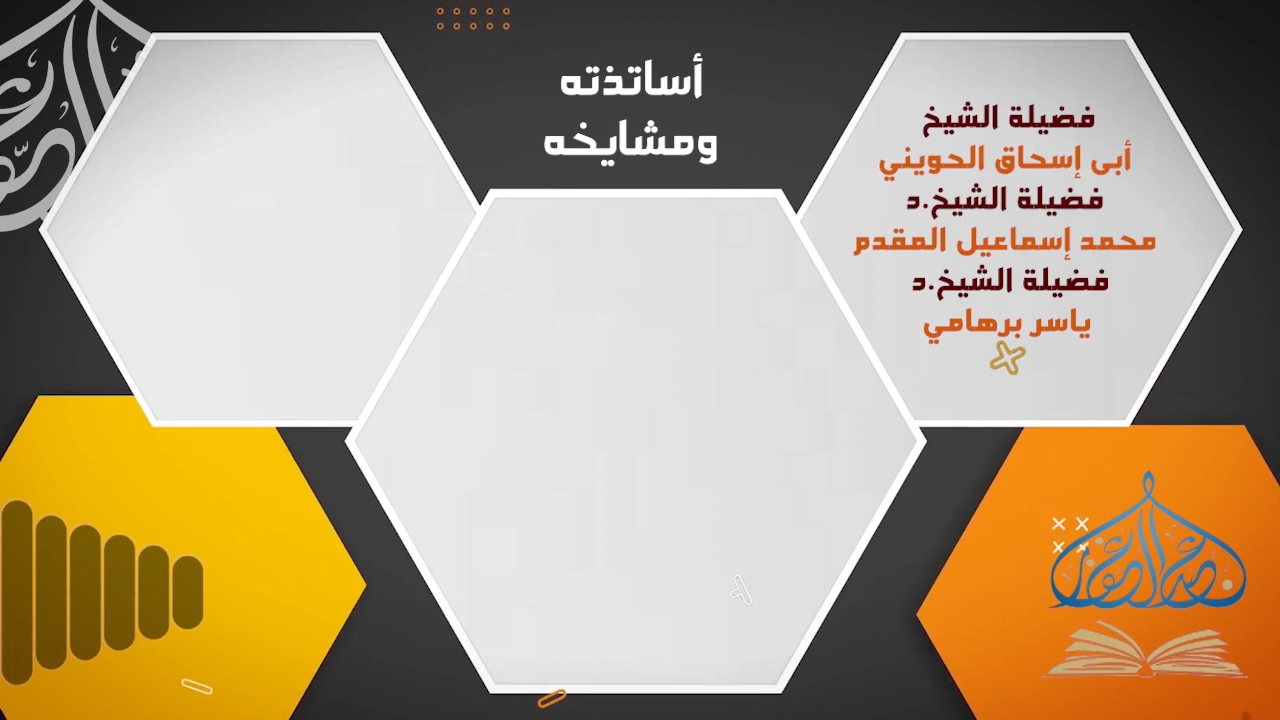 أساتذته
ومشايخه
فضيلة الشيخ
أبى إسحاق الحويني
فضيلة الشيخ.د
محمد إسماعيل المقدم
فضيلة الشيخ.د
ياسر برهامي